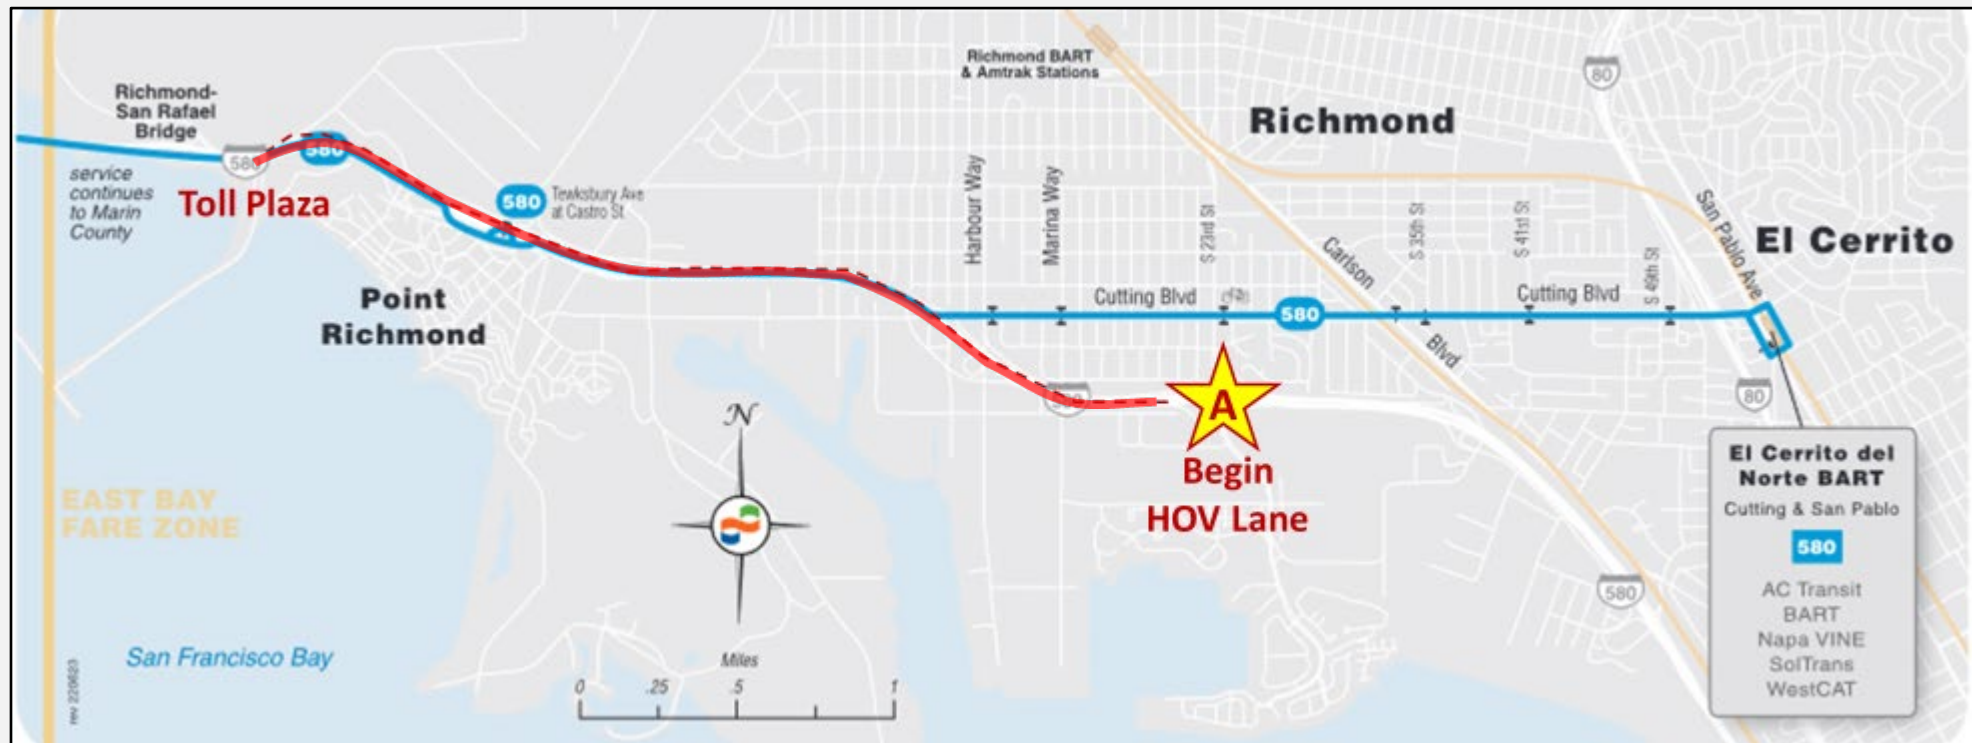 Richmond-
San Rafael
Bridge
580
580
service
continues
to Marin
County
Toll Plaza
580
Tewksbury Ave
at Castro St
Point
Richmond
Richmond BART
& Amtrak Stations
Richmond
80
Harbour Way
Marina Way
S 23rd St
Carlson
Blvd
S 35th St
S 41st St
S 49th St
San Pablo Ave
El Cerrito
Cutting Blvd
580
Cutting Blvd
580
A
Begin
HOV Lane
80
N
EAST BAY
FARE ZONE
San Francisco Bay
rev 220623
Miles
0 .25 .5 1
580
El Cerrito del
Norte BART
Cutting & San Pablo
580
AC Transit
BART
Napa VINE
SolTrans
WestCAT